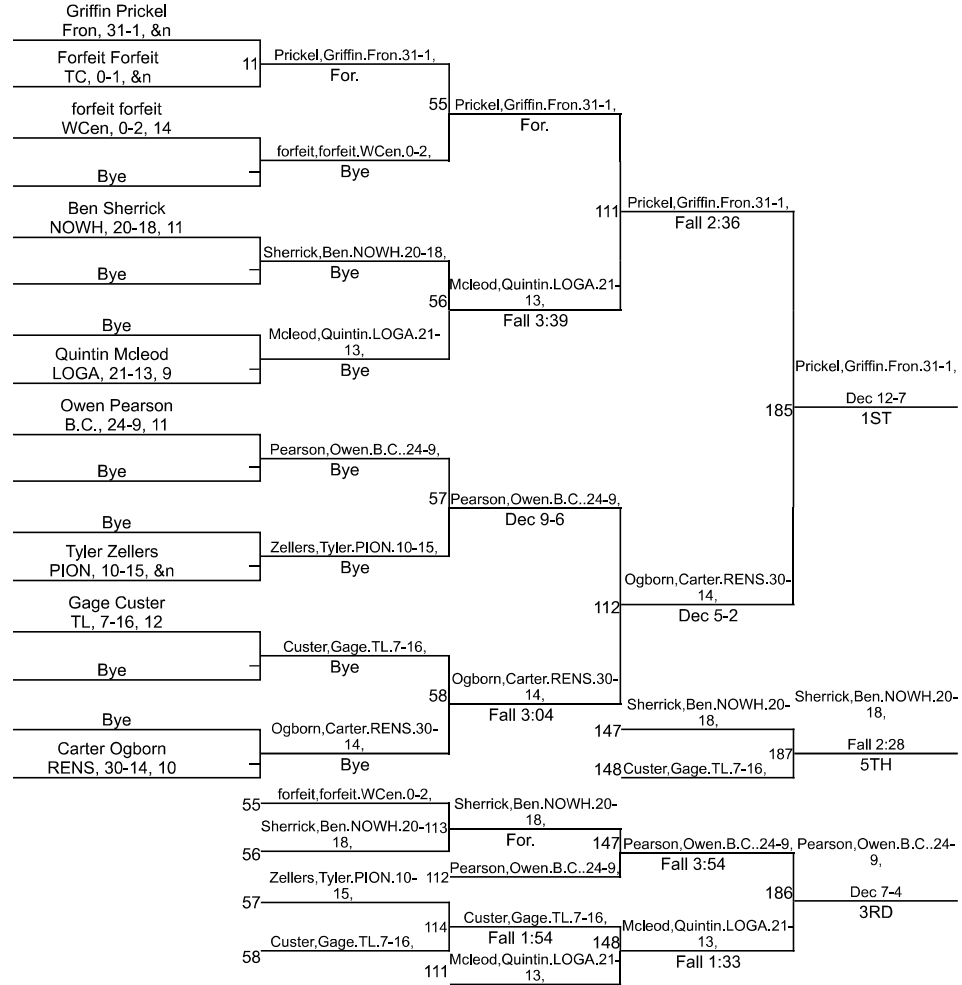 Griffin Prickel
Fron, 31-1, &n
Forfeit Forfeit
TC, 0-1, &n
11
Prickel,Griffin.Fron.31-1,
For.
forfeit forfeit
WCen, 0-2, 14
Bye
forfeit,forfeit.WCen.0-2,
Bye
55
Prickel,Griffin.Fron.31-1,
For.
Ben Sherrick
NOWH, 20-18, 11
Bye
Sherrick,Ben.NOWH.20-18,
Bye
Bye
Quintin Mcleod
LOGA, 21-13, 9
Mcleod,Quintin.LOGA.21-
13,
Bye
56
Mcleod,Quintin.LOGA.21-
13,
Fall 3:39
111
Prickel,Griffin.Fron.31-1,
Fall 2:36
Owen Pearson
B.C., 24-9, 11
Bye
Pearson,Owen.B.C..24-9,
Bye
Bye
Tyler Zellers
PION, 10-15, &n
Zellers,Tyler.PION.10-15,
Bye
57
Pearson,Owen.B.C..24-9,
Dec 9-6
Gage Custer
TL, 7-16, 12
Bye
Custer,Gage.TL.7-16,
Bye
Bye
Carter Ogborn
RENS, 30-14, 10
Ogborn,Carter.RENS.30-
14,
Bye
58
Ogborn,Carter.RENS.30-
14,
Fall 3:04
112
Ogborn,Carter.RENS.30-
14,
Dec 5-2
185
Prickel,Griffin.Fron.31-1,
Dec 12-7
1ST
147
Sherrick,Ben.NOWH.20-
18,
148
Custer,Gage.TL.7-16,
187
Sherrick,Ben.NOWH.20-
18,
Fall 2:28
5TH
55
forfeit,forfeit.WCen.0-2,
56
Sherrick,Ben.NOWH.20-
18,
113
Sherrick,Ben.NOWH.20-
18,
For.
112
Pearson,Owen.B.C..24-9,
147
Pearson,Owen.B.C..24-9,
Fall 3:54
57
Zellers,Tyler.PION.10-
15,
58
Custer,Gage.TL.7-16,
114
Custer,Gage.TL.7-16,
Fall 1:54
111
Mcleod,Quintin.LOGA.21-
13,
148
Mcleod,Quintin.LOGA.21-
13,
Fall 1:33
186
Pearson,Owen.B.C..24-
9,
Dec 7-4
3RD